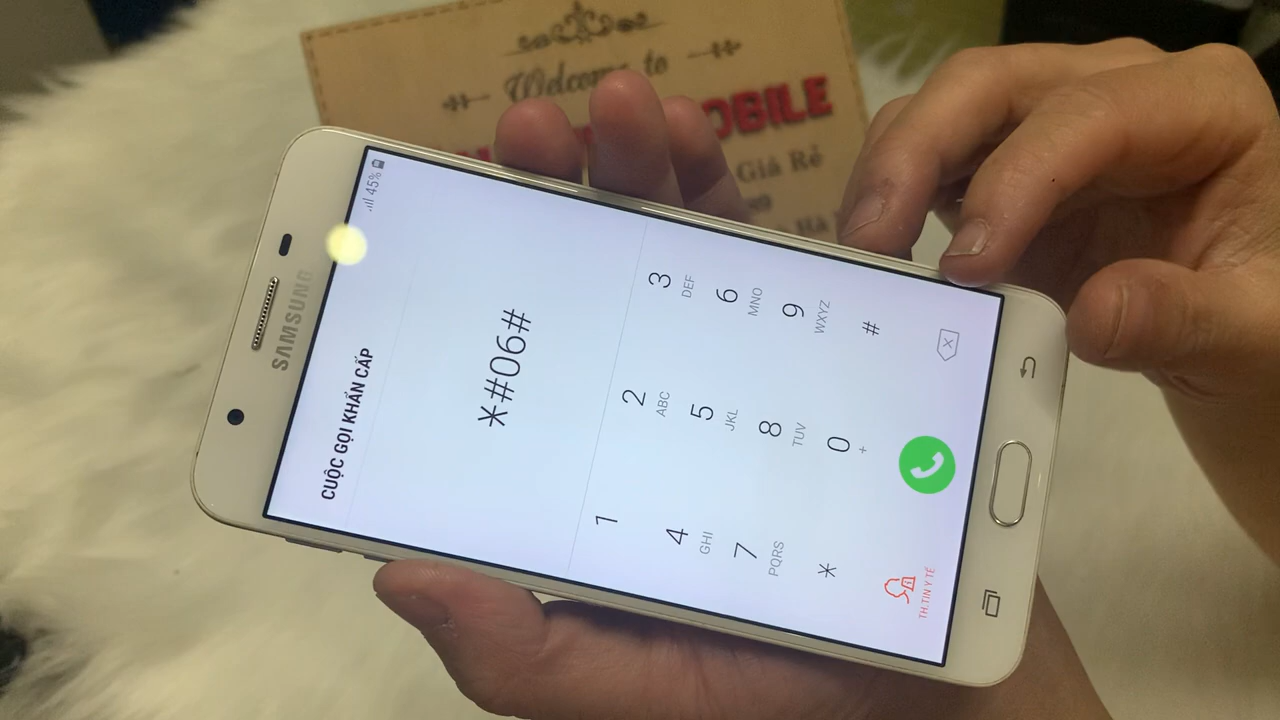 Welcome to
OBILE
Giá Rẻ
SAMSUNG
45%
CUỘC GỌI KHẨN CẤP
*#06#
1
2 ABC
3 DEF
4 GHI
5 JKL
6 MNO
7 PQRS
8 TUV
9 WXYZ
*
0 +
#
TH.TIN Y TẾ